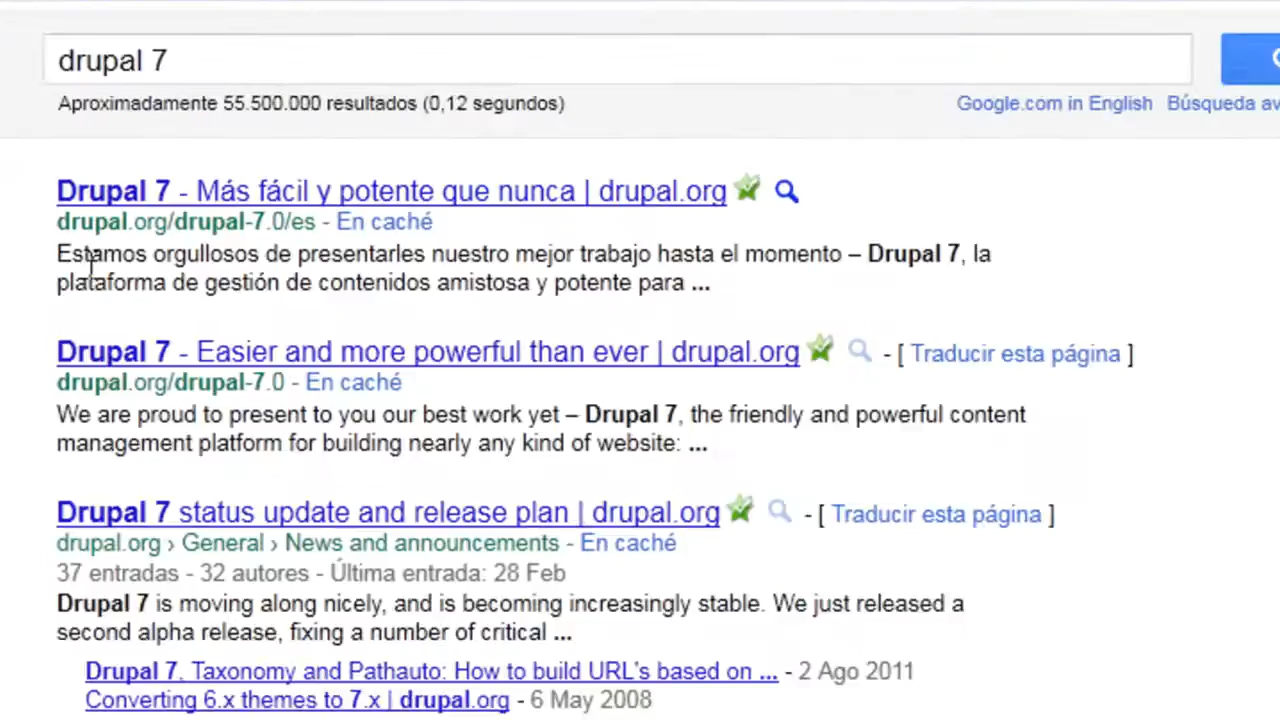 drupal 7
Aproximadamente 55.500.000 resultados (0,12 segundos)
Google.com in English Búsqueda av
Drupal 7 - Más fácil y potente que nunca | drupal.org
drupal.org/drupal-7.0/es - En caché
Estamos orgullosos de presentarles nuestro mejor trabajo hasta el momento – Drupal 7, la
plataforma de gestión de contenidos amistosa y potente para ...
Drupal 7 - Easier and more powerful than ever | drupal.org - [ Traducir esta página ]
drupal.org/drupal-7.0 - En caché
We are proud to present to you our best work yet – Drupal 7, the friendly and powerful content
management platform for building nearly any kind of website: ...
Drupal 7 status update and release plan | drupal.org - [ Traducir esta página ]
drupal.org › General › News and announcements - En caché
37 entradas - 32 autores - Última entrada: 28 Feb
Drupal 7 is moving along nicely, and is becoming increasingly stable. We just released a
second alpha release, fixing a number of critical ...
Drupal 7, Taxonomy and Pathauto: How to build URL's based on ... - 2 Ago 2011
Converting 6.x themes to 7.x | drupal.org - 6 May 2008